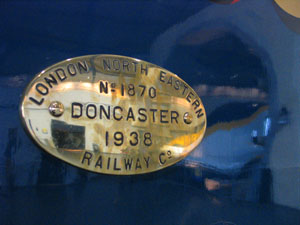 LONDON NORTH EASTERN
Nº 1870
DONCASTER
1938
RAILWAY Cº